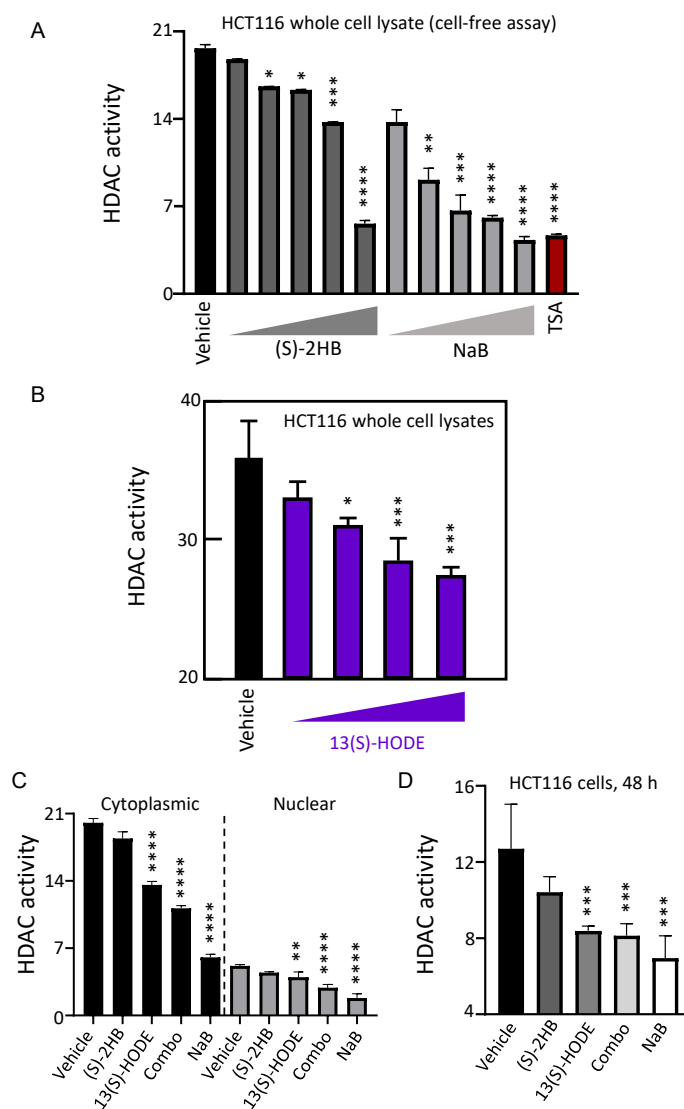 A
HCT116 whole cell lysate (cell-free assay)
HDAC activity
21
14
7
0
* * *** **** ** *** **** **** ****
Vehicle
(S)-2HB
NaB
TSA
B
HCT116 whole cell lysates
HDAC activity
40
30
20
* *** ***
Vehicle
13(S)-HODE
C
Cytoplasmic Nuclear
HDAC activity
21
14
7
0
**** **** **** ** **** ****
Vehicle (S)-2HB 13(S)-HODE Combo NaB Vehicle (S)-2HB 13(S)-HODE Combo NaB
D
HCT116 cells, 48 h
HDAC activity
16
12
8
4
*** *** ***
Vehicle (S)-2HB 13(S)-HODE Combo NaB